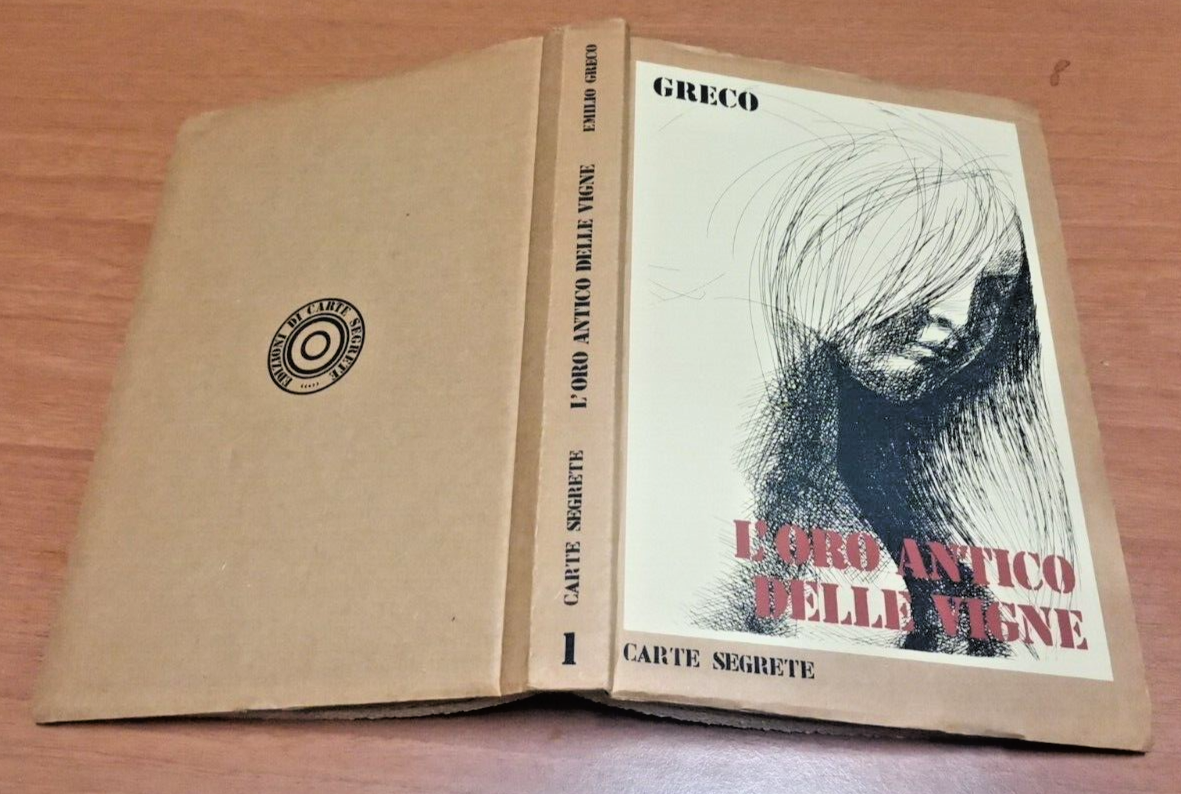 GRECO
L'ORO ANTICO
DELLE VIGNE
CARTE SEGRETE
EMILIO GRECO
L'ORO ANTICO DELLE VIGNE
CARTE SEGRETE
1
EDIZIONI DI CARTE SEGRETE